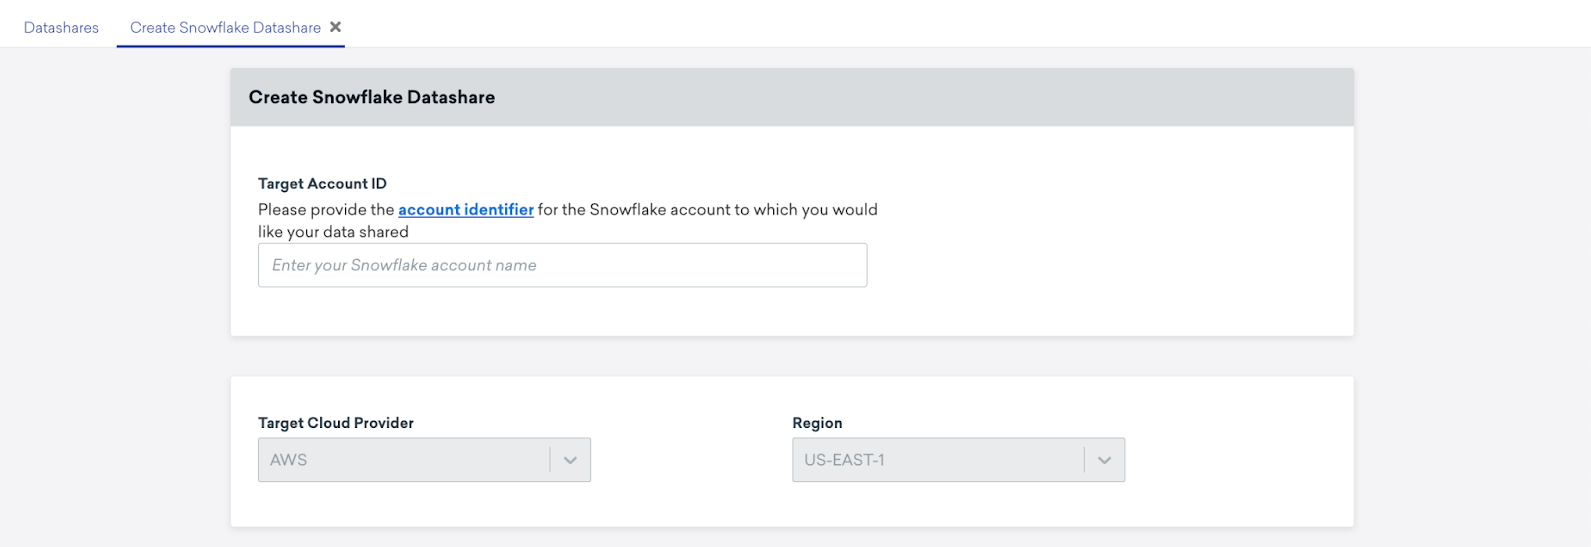 Datashares Create Snowflake Datashare
Create Snowflake Datashare
Target Account ID
Please provide the account identifier for the Snowflake account to which you would
like your data shared
Enter your Snowflake account name
Target Cloud Provider Region
AWS US-EAST-1